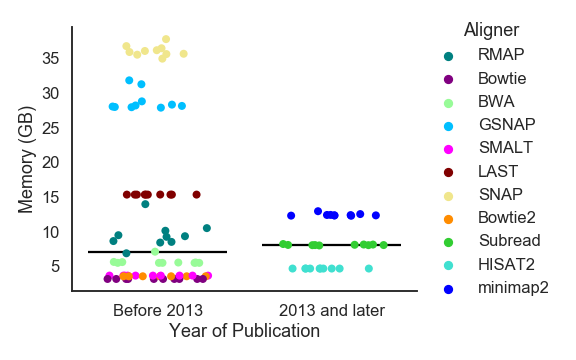 Aligner
RMAP
Bowtie
BWA
GSNAP
SMALT
LAST
SNAP
Bowtie2
Subread
HISAT2
minimap2
Memory (GB)
35
30
25
20
15
10
5
Before 2013
2013 and later
Year of Publication